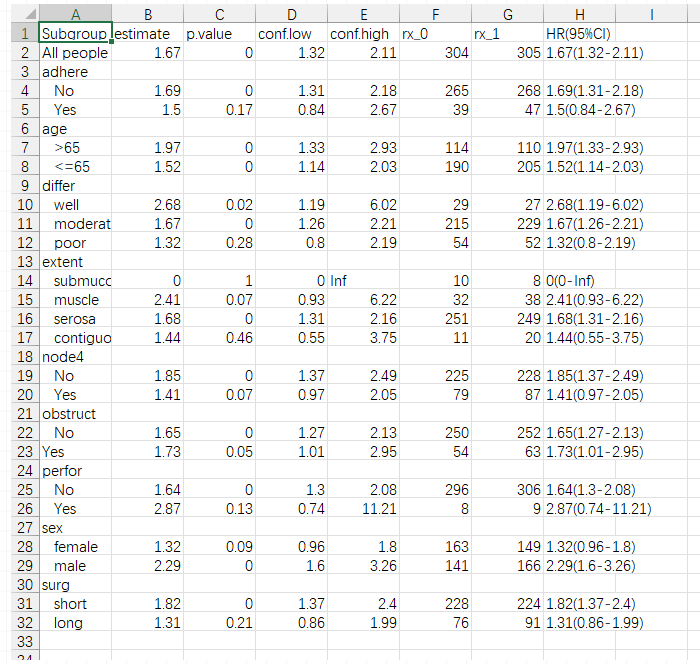 A B C D E F G H I
1 Subgroup estimate p.value conf.low conf.high rx_0 rx_1 HR(95%CI)
2 All people 1.67 0 1.32 2.11 304 305 1.67(1.32-2.11)
3 adhere
4 No 1.69 0 1.31 2.18 265 268 1.69(1.31-2.18)
5 Yes 1.5 0.17 0.84 2.67 39 47 1.5(0.84-2.67)
6 age
7 >65 1.97 0 1.33 2.93 114 110 1.97(1.33-2.93)
8 <=65 1.52 0 1.14 2.03 190 205 1.52(1.14-2.03)
9 differ
10 well 2.68 0.02 1.19 6.02 29 27 2.68(1.19-6.02)
11 moderat 1.67 0 1.26 2.21 215 229 1.67(1.26-2.21)
12 poor 1.32 0.28 0.8 2.19 54 52 1.32(0.8-2.19)
13 extent
14 submucc 0 1 0 Inf 10 8 0(0-Inf)
15 muscle 2.41 0.07 0.93 6.22 32 38 2.41(0.93-6.22)
16 serosa 1.68 0 1.31 2.16 251 249 1.68(1.31-2.16)
17 contiguo 1.44 0.46 0.55 3.75 11 20 1.44(0.55-3.75)
18 node4
19 No 1.85 0 1.37 2.49 225 228 1.85(1.37-2.49)
20 Yes 1.41 0.07 0.97 2.05 79 87 1.41(0.97-2.05)
21 obstruct
22 No 1.65 0 1.27 2.13 250 252 1.65(1.27-2.13)
23 Yes 1.73 0.05 1.01 2.95 54 63 1.73(1.01-2.95)
24 perfor
25 No 1.64 0 1.3 2.08 296 306 1.64(1.3-2.08)
26 Yes 2.87 0.13 0.74 11.21 8 9 2.87(0.74-11.21)
27 sex
28 female 1.32 0.09 0.96 1.8 163 149 1.32(0.96-1.8)
29 male 2.29 0 1.6 3.26 141 166 2.29(1.6-3.26)
30 surg
31 short 1.82 0 1.37 2.4 228 224 1.82(1.37-2.4)
32 long 1.31 0.21 0.86 1.99 76 91 1.31(0.86-1.99)
33
34